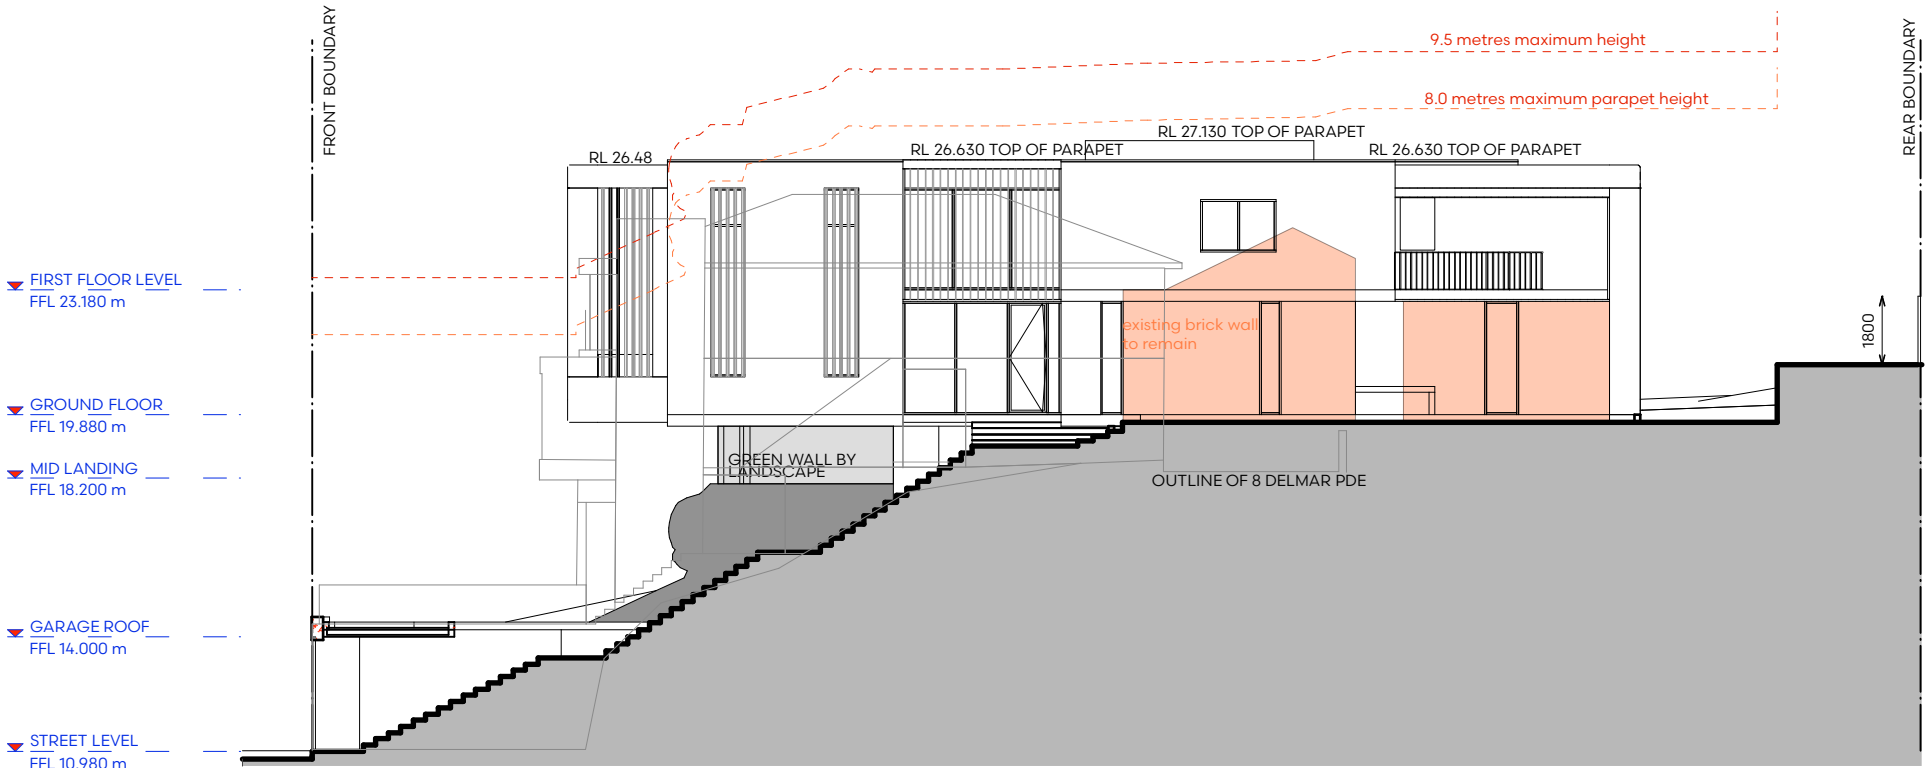 FRONT BOUNDARY
REAR BOUNDARY
9.5 metres maximum height
8.0 metres maximum parapet height
RL 27.130 TOP OF PARAPET
RL 26.48
RL 26.630 TOP OF PARAPET
RL 26.630 TOP OF PARAPET
FIRST FLOOR LEVEL
FFL 23.180 m
existing brick wall
to remain
1800
GROUND FLOOR
FFL 19.880 m
MID LANDING
FFL 18.200 m
GREEN WALL BY
LANDSCAPE
OUTLINE OF 8 DELMAR PDE
GARAGE ROOF
FFL 14.000 m
STREET LEVEL
FFL 10.980 m